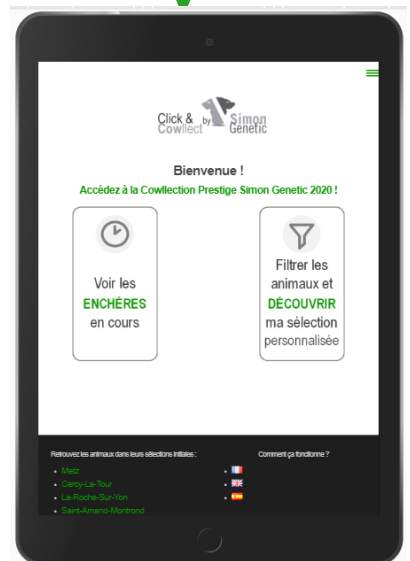 Click & by Simon
Cowllect Genetic
Bienvenue !
Accédez à la Cowllection Prestige Simon Genetic 2020 !
Voir les
ENCHÈRES
en cours
Filtrer les
animaux et
DÉCOUVRIR
ma sélection
personnalisée
Retrouvez les animaux dans leurs sélections initiales :
Metz
Cercy-La-Tour
La-Roche-Sur-Yon
Saint-Amand-Montrond
Comment ça fonctionne ?